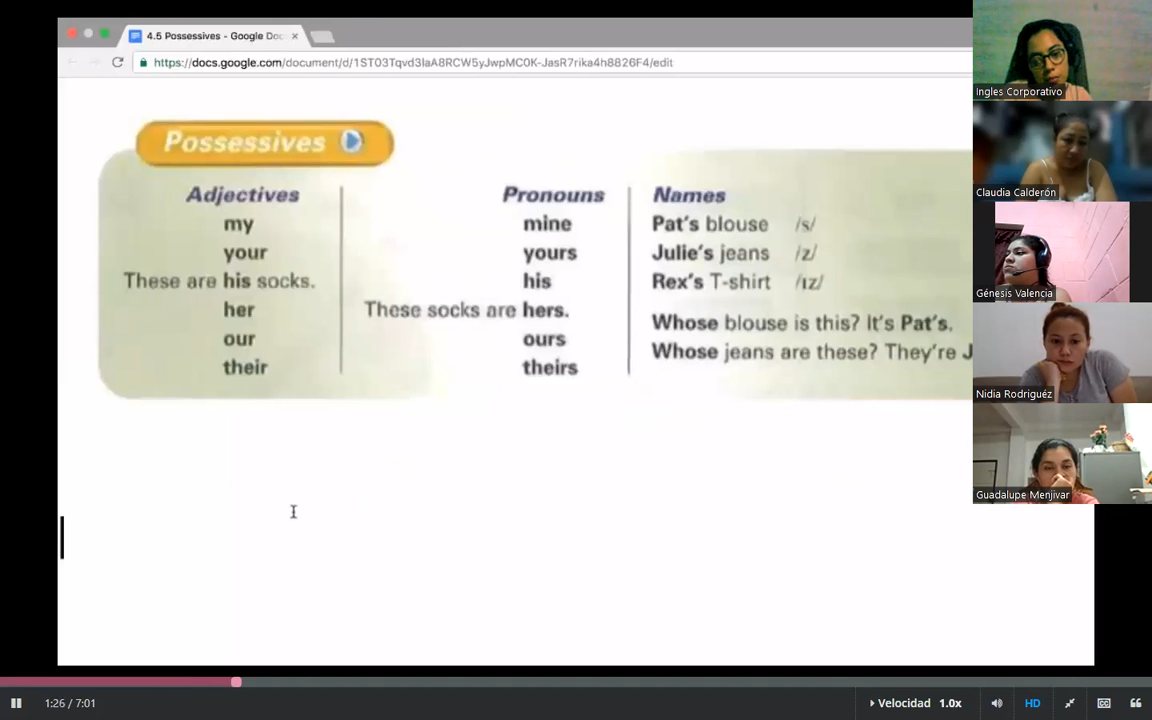 4.5 Possessives - Google Doc
https://docs.google.com/document/d/1ST03Tqvd3laA8RCW5yJwpMC0K-JasR7rika4h8826F4/edit
Possessives
Adjectives Pronouns Names
my mine Pat's blouse /s/
your yours Julie's jeans /z/
These are his socks. his Rex's T-shirt /ɪz/
her These socks are hers.
Whose blouse is this? It's Pat's.
our ours
Whose jeans are these? They're J
their theirs
Ingles Corporativo
Claudia Calderón
Génesis Valencia
Nidia Rodriguéz
Guadalupe Menjivar
1:26 / 7:01
Velocidad 1.0x
HD